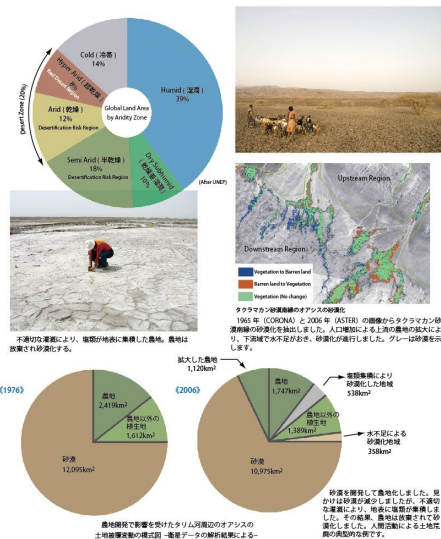 Cold (冷帯)
14%
Hyper Arid (超乾燥)
8%
Real Desert Region
Desert Zone (20%)
Arid (乾燥)
12%
Desertification Risk Region
Semi Arid (半乾燥)
18%
Desertification Risk Region
Dry Subhumid
(乾燥亜湿潤)
10%
Humid (湿潤)
39%
Global Land Area
by Aridity Zone
(After UNEP)
不適切な灌漑により、塩類が地表に集積した農地。農地は
放棄され砂漠化する。
Upstream Region
Downstream Region
Vegetation to Barren land
Barren land to Vegetation
Vegetation (No change)
タクラマカン砂漠南縁のオアシスの砂漠化
1965 年 (CORONA) と 2006 年 (ASTER) の画像からタクラマカン砂
漠南縁の砂漠化を抽出しました。人口増加による上流の農地の拡大によ
り、下流域で水不足がおき、砂漠化が進行しました。グレーは砂漠を示
します。
《1976》
農地
2,419km²
農地以外の
植生地
1,612km²
砂漠
12,095km²
《2006》
拡大した農地
1,120km²
農地
1,747km²
塩類集積により
砂漠化した地域
538km²
農地以外の
植生地
1,389km²
水不足による
砂漠化地域
358km²
砂漠
10,975km²
農地開発で影響を受けたタリム河周辺のオアシスの
土地被覆変動の模式図 −衛星データの解析結果による−
砂漠を開発して農地化しました。見
かけは砂漠が減少しましたが、不適切
な灌漑により、地表に塩類が集積しま
した。その結果、農地は放棄されて砂
漠化しました。人間活動による土地荒
廃の典型的な例です。